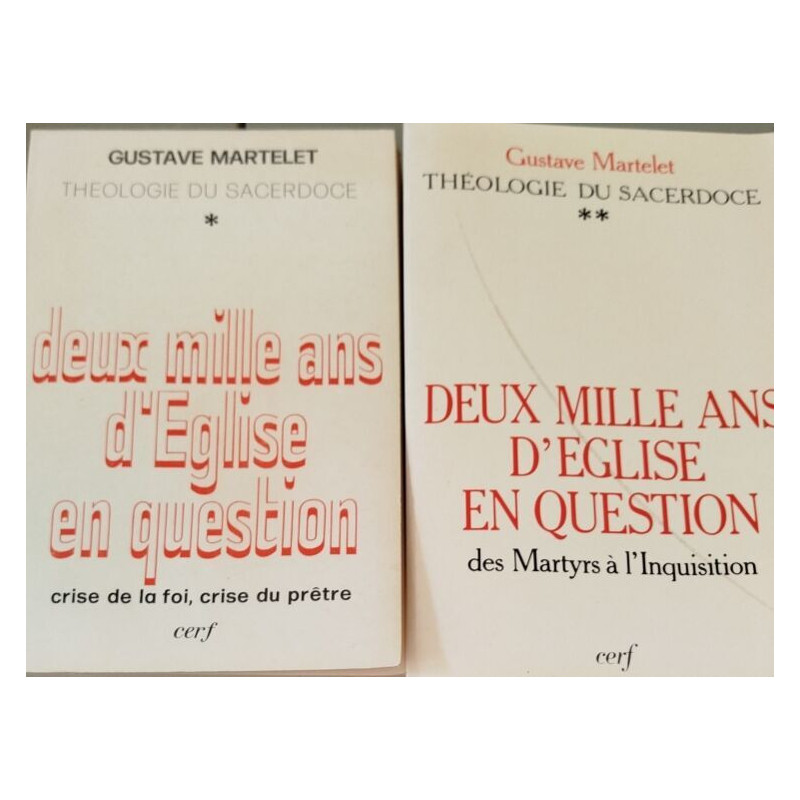 GUSTAVE MARTELET
THEOLOGIE DU SACERDOCE
*
deux mille ans
d'Eglise
en question
crise de la foi, crise du prêtre
cerf
Gustave Martelet
THÉOLOGIE DU SACERDOCE
**
DEUX MILLE ANS
D'EGLISE
EN QUESTION
des Martyrs à l'Inquisition
cerf